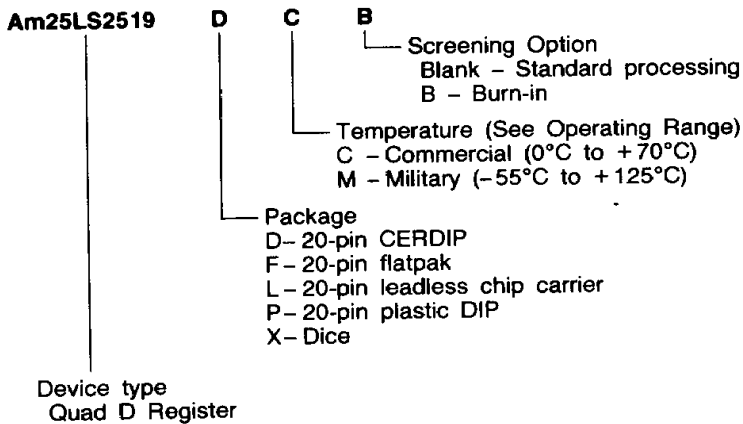 Am25LS2519 D C B
Screening Option
Blank – Standard processing
B – Burn-in
Temperature (See Operating Range)
C – Commercial (0°C to +70°C)
M – Military (–55°C to +125°C)
Package
D– 20-pin CERDIP
F – 20-pin flatpak
L – 20-pin leadless chip carrier
P– 20-pin plastic DIP
X– Dice
Device type
Quad D Register